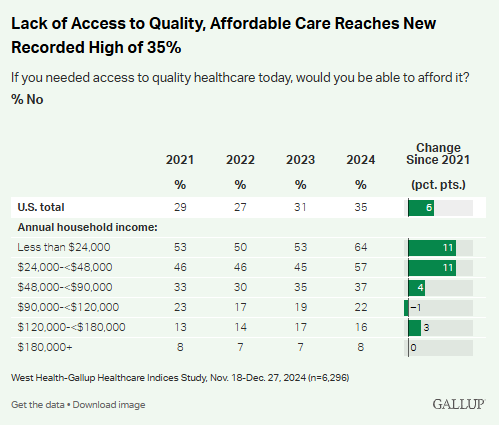 Lack of Access to Quality, Affordable Care Reaches New
Recorded High of 35%
If you needed access to quality healthcare today, would you be able to afford it?
% No
Change
2021 2022 2023 2024 Since 2021
% % % % (pct. pts.)
U.S. total 29 27 31 35 6
Annual household income:
Less than $24,000 53 50 53 64 11
$24,000-<$48,000 46 46 45 57 11
$48,000-<$90,000 33 30 35 37 4
$90,000-<$120,000 23 17 19 22 −1
$120,000-<$180,000 13 14 17 16 3
$180,000+ 8 7 7 8 0
West Health-Gallup Healthcare Indices Study, Nov. 18-Dec. 27, 2024 (n=6,296)
Get the data • Download image GALLUP